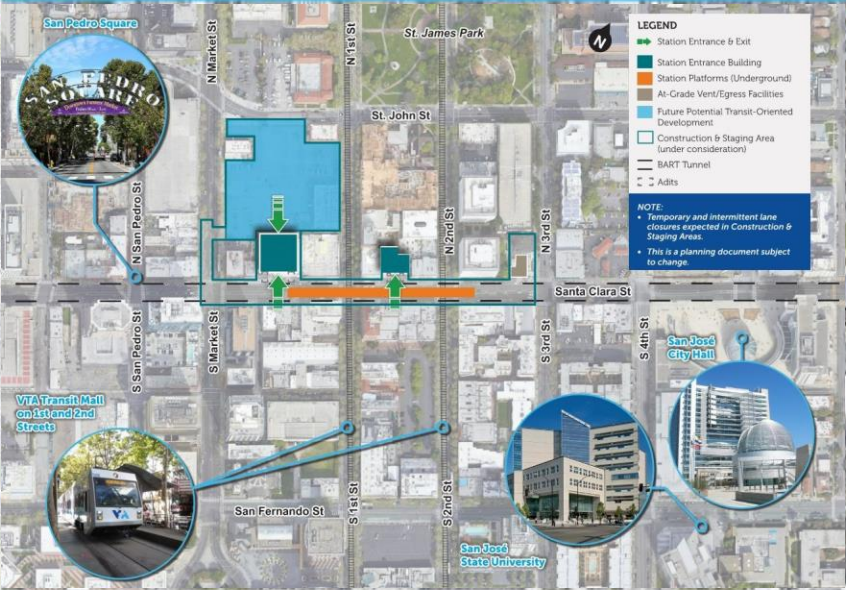 San Pedro Square
SAN PEDRO
SQUARE
N Market St
N 1st St
St. James Park
N
LEGEND
Station Entrance & Exit
Station Entrance Building
Station Platforms (Underground)
At-Grade Vent/Egress Facilities
Future Potential Transit-Oriented
Development
Construction & Staging Area
(under consideration)
BART Tunnel
Adits
NOTE:
• Temporary and intermittent lane
closures expected in Construction &
Staging Areas.
• This is a planning document subject
to change.
St. John St
N San Pedro St
N 2nd St
N 3rd St
Santa Clara St
S San Pedro St
S Market St
S 3rd St
S 4th St
San José
City Hall
VTA Transit Mall
on 1st and 2nd
Streets
VTA
San Fernando St
S 1st St
S 2nd St
San José
State University